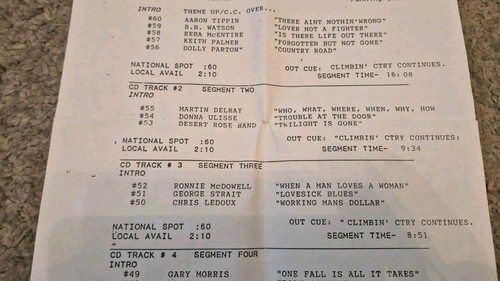 INTRO THEME UP/C.C. OVER...
#60 AARON TIPPIN "THERE AINT NOTHIN'WRONG"
#59 B.B. WATSON "LOVER NOT A FIGHTER"
#58 REBA McENTIRE "IS THERE LIFE OUT THERE"
#57 KEITH PALMER "FORGOTTEN BUT NOT GONE"
#56 DOLLY PARTON" "COUNTRY ROAD"
NATIONAL SPOT :60 OUT CUE: "CLIMBIN' CTRY CONTINUES.
LOCAL AVAIL 2:10 SEGMENT TIME- 16:08
CD TRACK #2 SEGMENT TWO
INTRO
#55 MARTIN DELRAY "WHO, WHAT, WHERE, WHEN, WHY, HOW
#54 DONNA ULISSE "TROUBLE AT THE DOOR"
#53 DESERT ROSE BAND "TWILIGHT IS GONE"
NATIONAL SPOT :60 OUT CUE: "CLIMBIN' CTRY CONTINUES:
LOCAL AVAIL 2:10 SEGMENT TIME- 9:34
CD TRACK # 3 SEGMENT THREE
INTRO
#52 RONNIE McDOWELL "WHEN A MAN LOVES A WOMAN"
#51 GEORGE STRAIT "LOVESICK BLUES"
#50 CHRIS LEDOUX "WORKING MANS DOLLAR"
NATIONAL SPOT :60 OUT CUE: "CLIMBIN' CTRY CONTINUES.
LOCAL AVAIL 2:10 SEGMENT TIME- 8:51
CD TRACK # 4 SEGMENT FOUR
INTRO
#49 GARY MORRIS "ONE FALL IS ALL IT TAKES"